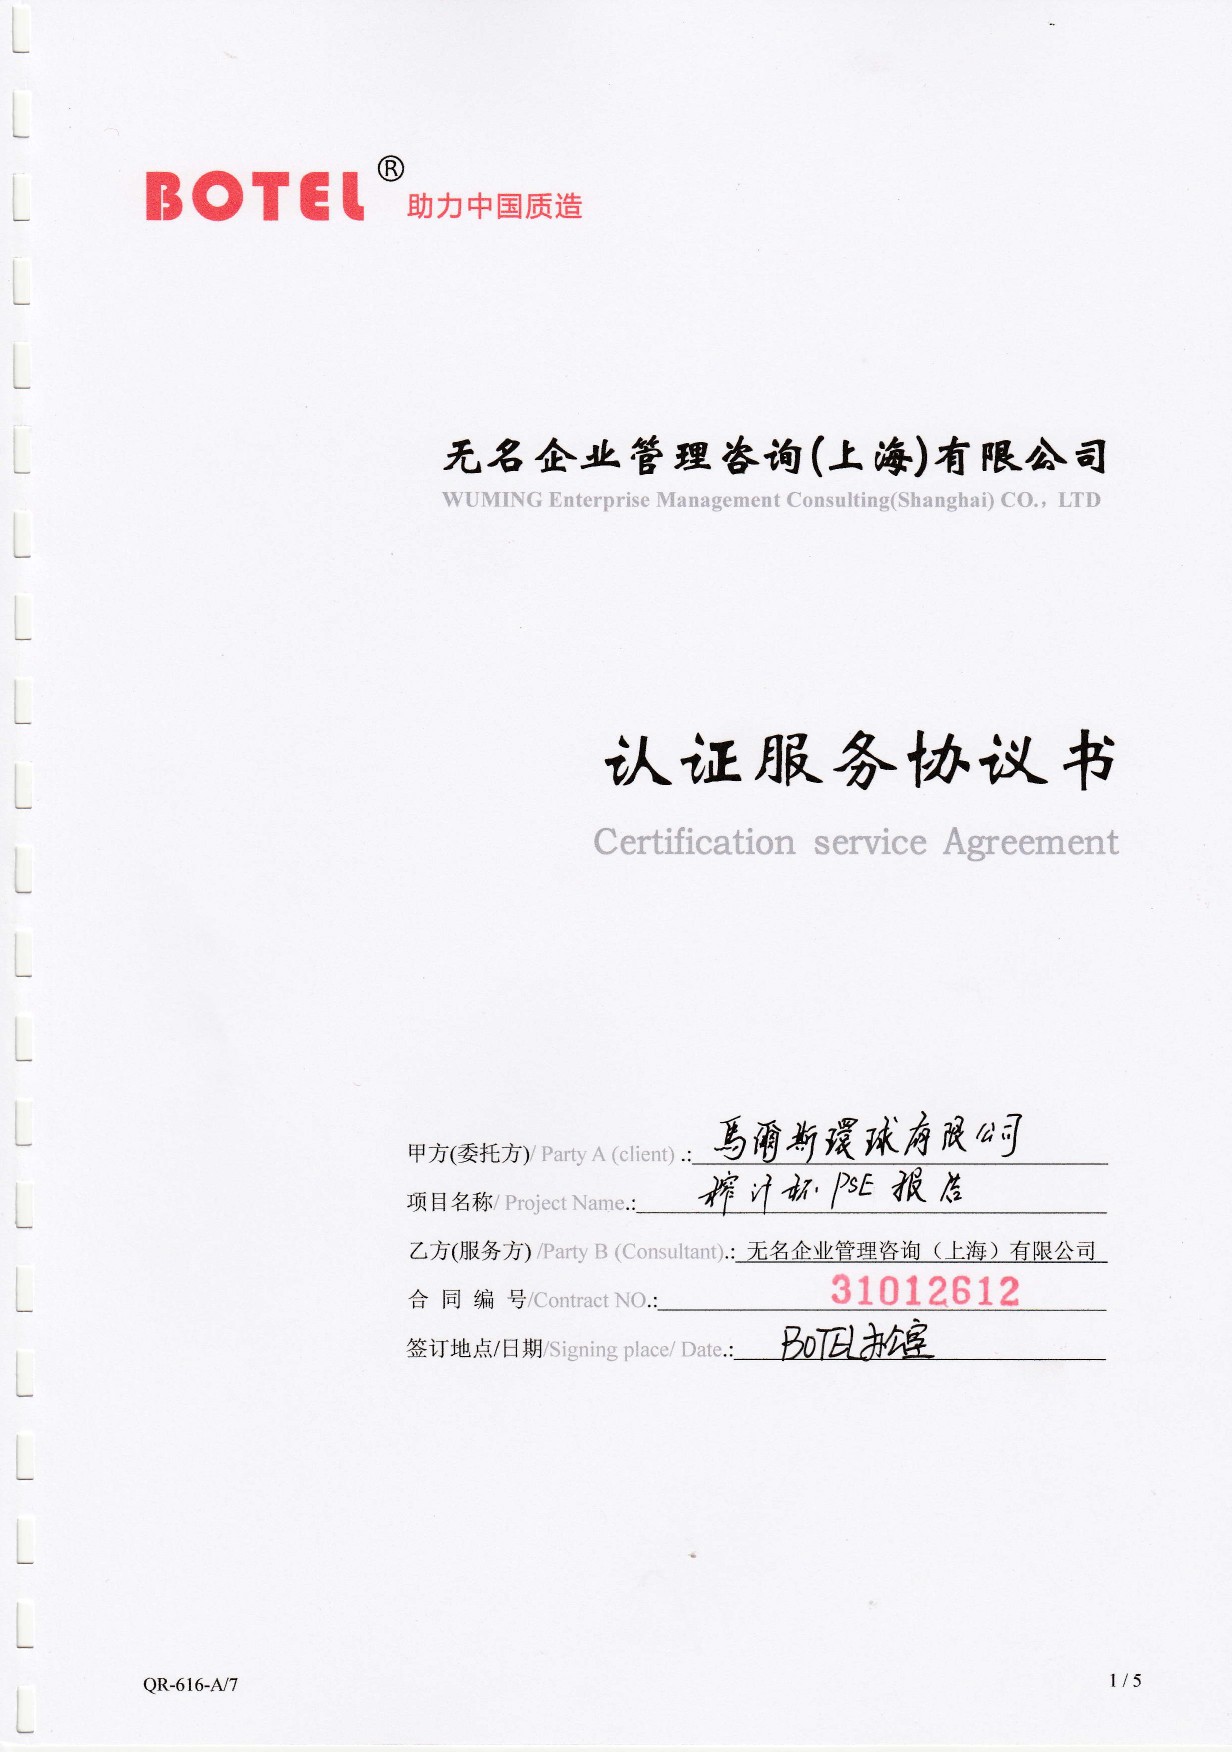 BOTEL® 助力中国质造
无名企业管理咨询(上海)有限公司
WUMING Enterprise Management Consulting(Shanghai) CO.，LTD
认证服务协议书
Certification service Agreement
甲方(委托方)/ Party A (client) .: 馬爾斯環球有限公司
项目名称/ Project Name.: 榨汁杯. PSE 报告
乙方(服务方) /Party B (Consultant).: 无名企业管理咨询（上海）有限公司
合 同 编 号/Contract NO.: 31012612
签订地点/日期/Signing place/ Date.: BOTEL办公室
QR-616-A/7
1 / 5